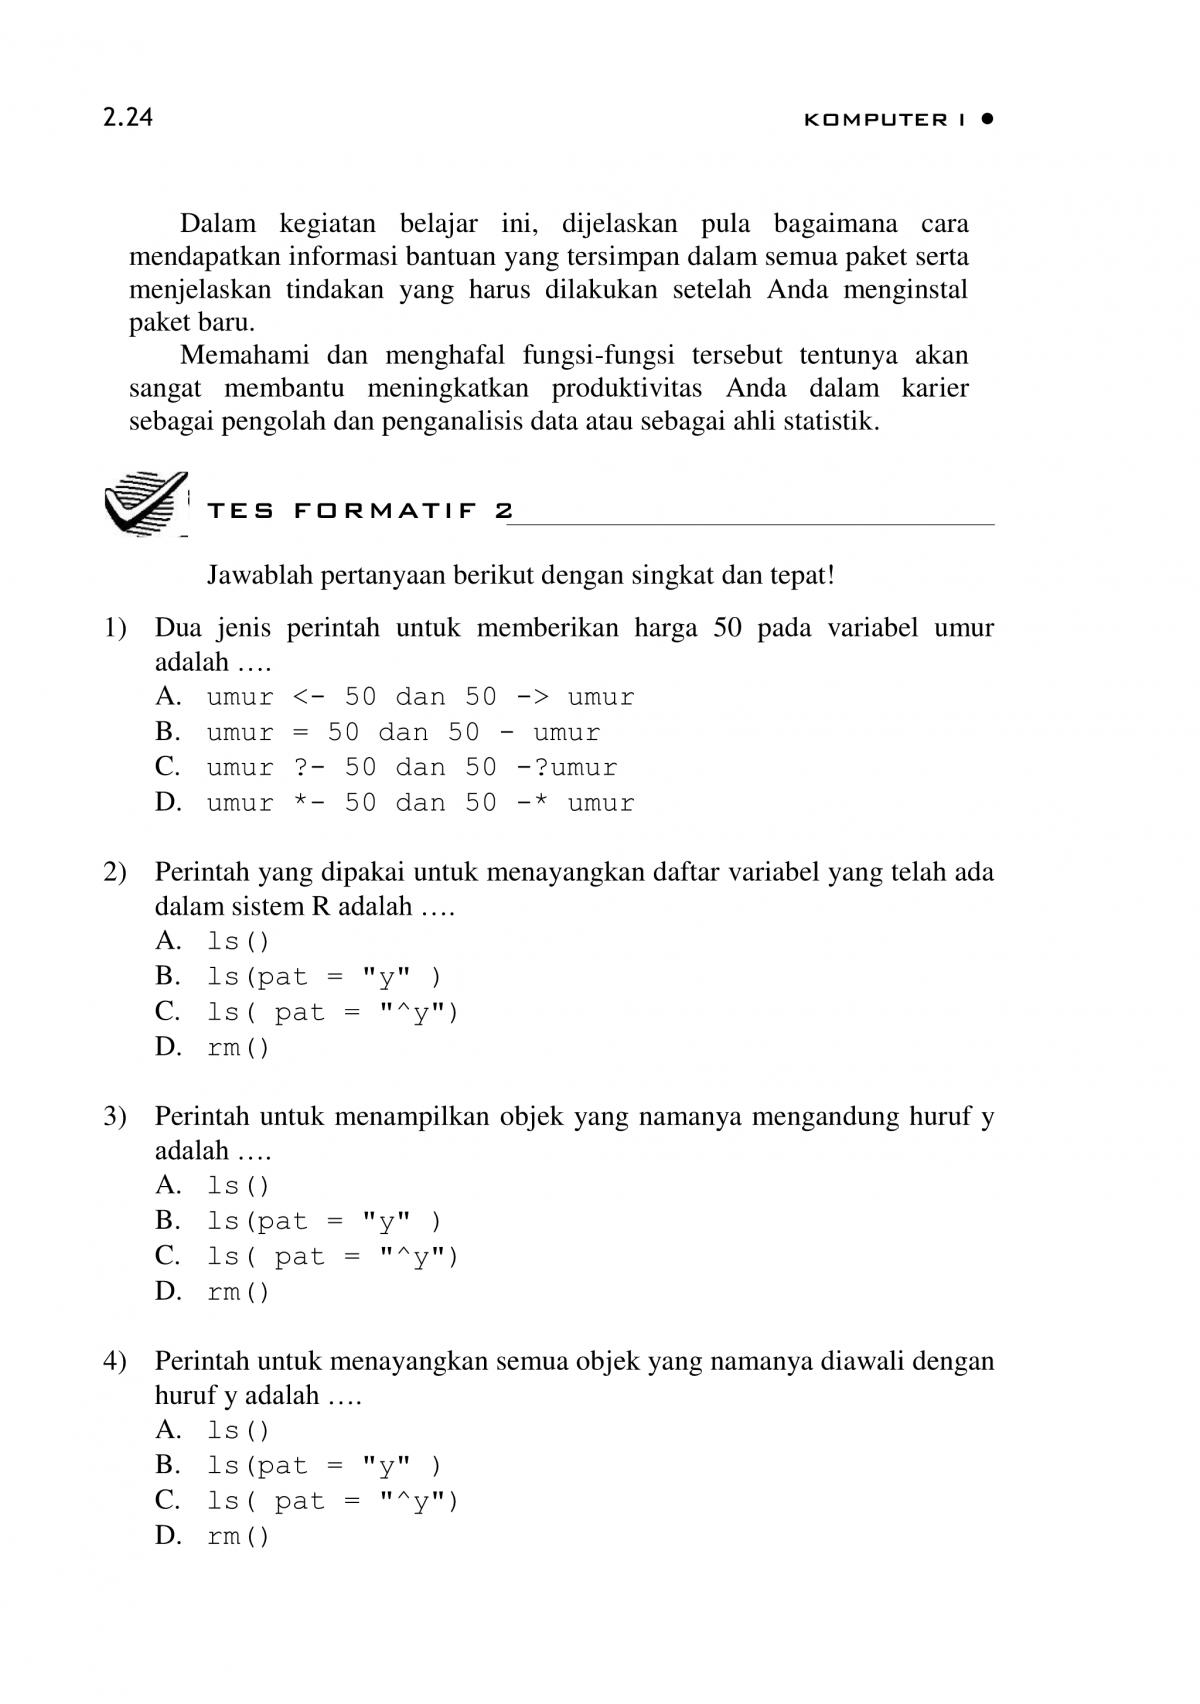 2.24 KOMPUTER I ●
Dalam kegiatan belajar ini, dijelaskan pula bagaimana cara
mendapatkan informasi bantuan yang tersimpan dalam semua paket serta
menjelaskan tindakan yang harus dilakukan setelah Anda menginstal
paket baru.
Memahami dan menghafal fungsi-fungsi tersebut tentunya akan
sangat membantu meningkatkan produktivitas Anda dalam karier
sebagai pengolah dan penganalisis data atau sebagai ahli statistik.
TES FORMATIF 2
Jawablah pertanyaan berikut dengan singkat dan tepat!
1) Dua jenis perintah untuk memberikan harga 50 pada variabel umur
adalah ….
A. umur <- 50 dan 50 -> umur
B. umur = 50 dan 50 - umur
C. umur ?- 50 dan 50 -?umur
D. umur *- 50 dan 50 -* umur
2) Perintah yang dipakai untuk menayangkan daftar variabel yang telah ada
dalam sistem R adalah ….
A. ls()
B. ls(pat = "y" )
C. ls( pat = "^y")
D. rm()
3) Perintah untuk menampilkan objek yang namanya mengandung huruf y
adalah ….
A. ls()
B. ls(pat = "y" )
C. ls( pat = "^y")
D. rm()
4) Perintah untuk menayangkan semua objek yang namanya diawali dengan
huruf y adalah ….
A. ls()
B. ls(pat = "y" )
C. ls( pat = "^y")
D. rm()